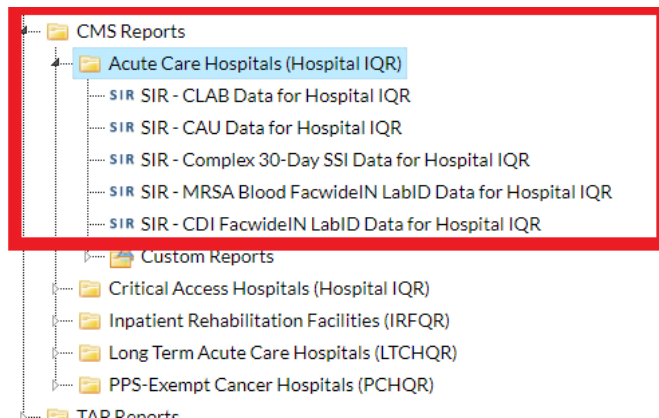 CMS Reports
Acute Care Hospitals (Hospital IQR)
SIR SIR - CLAB Data for Hospital IQR
SIR SIR - CAU Data for Hospital IQR
SIR SIR - Complex 30-Day SSI Data for Hospital IQR
SIR SIR - MRSA Blood FacwideIN LabID Data for Hospital IQR
SIR SIR - CDI FacwideIN LabID Data for Hospital IQR
Custom Reports
Critical Access Hospitals (Hospital IQR)
Inpatient Rehabilitation Facilities (IRFQR)
Long Term Acute Care Hospitals (LTCHQR)
PPS-Exempt Cancer Hospitals (PCHQR)
TAP Reports